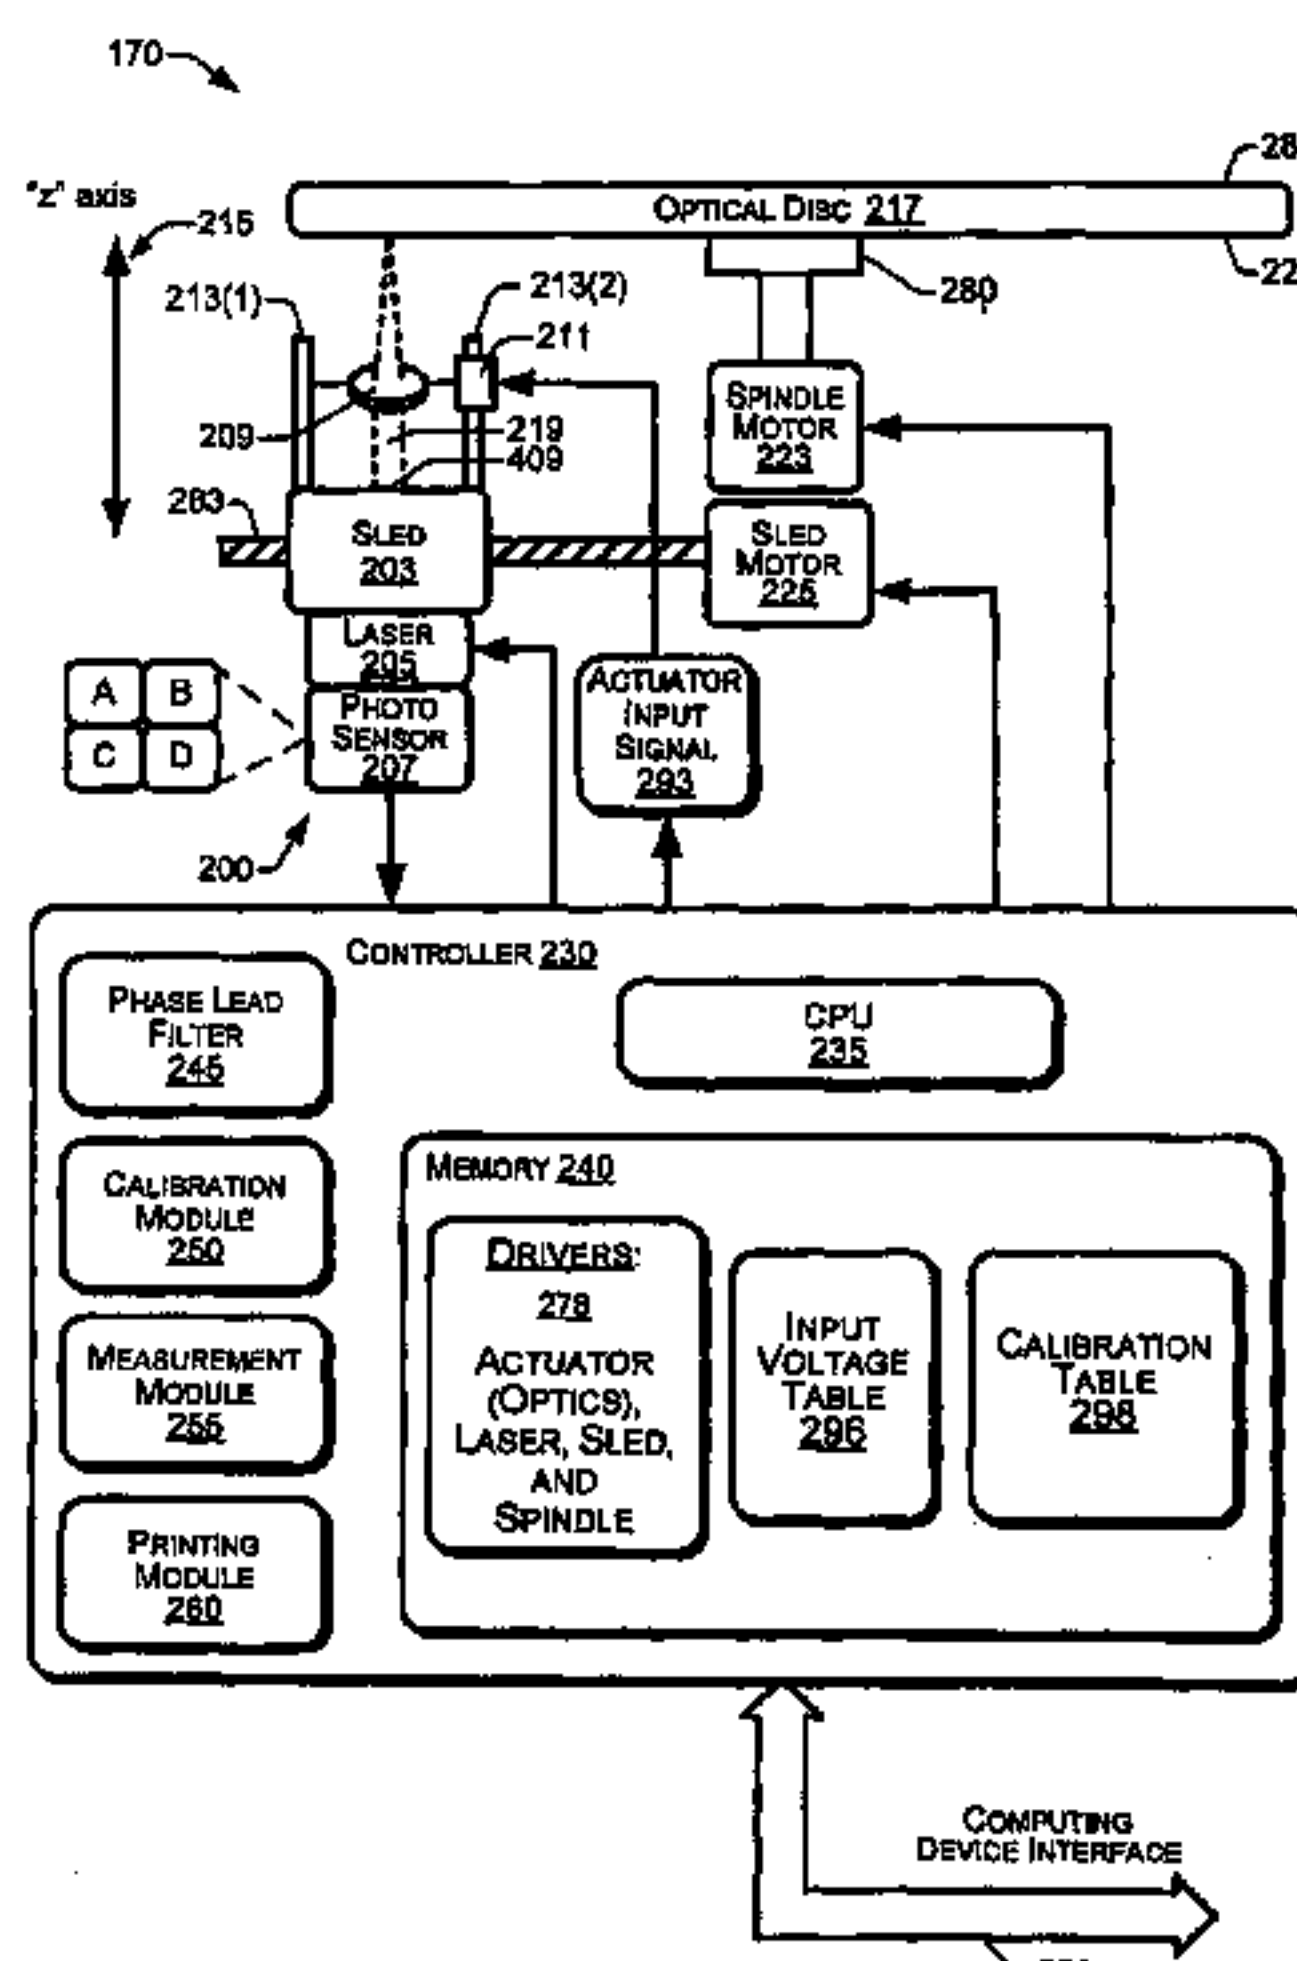 170
"z" axis
215
OPTICAL DISC 217
28
22
213(1)
213(2)
211
280
209
219
409
SPINDLE
MOTOR
223
283
SLED
203
SLED
MOTOR
225
LASER
205
A B
C D
PHOTO
SENSOR
207
ACTUATOR
INPUT
SIGNAL
293
200
CONTROLLER 230
PHASE LEAD
FILTER
245
CPU
235
CALIBRATION
MODULE
250
MEMORY 240
DRIVERS:
278
ACTUATOR
(OPTICS),
LASER, SLED,
AND
SPINDLE
INPUT
VOLTAGE
TABLE
296
CALIBRATION
TABLE
298
MEASUREMENT
MODULE
255
PRINTING
MODULE
260
COMPUTING
DEVICE INTERFACE